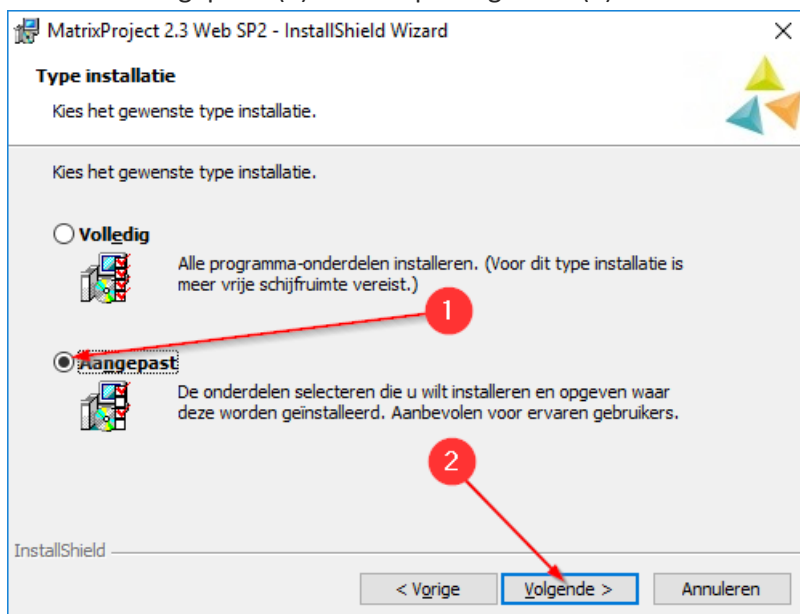 MatrixProject 2.3 Web SP2 - InstallShield Wizard
Type installatie
Kies het gewenste type installatie.
Kies het gewenste type installatie.
Volledig
Alle programma-onderdelen installeren. (Voor dit type installatie is
meer vrije schijfruimte vereist.)
1
Aangepast
De onderdelen selecteren die u wilt installeren en opgeven waar
deze worden geïnstalleerd. Aanbevolen voor ervaren gebruikers.
2
InstallShield
< Vorige Volgende > Annuleren